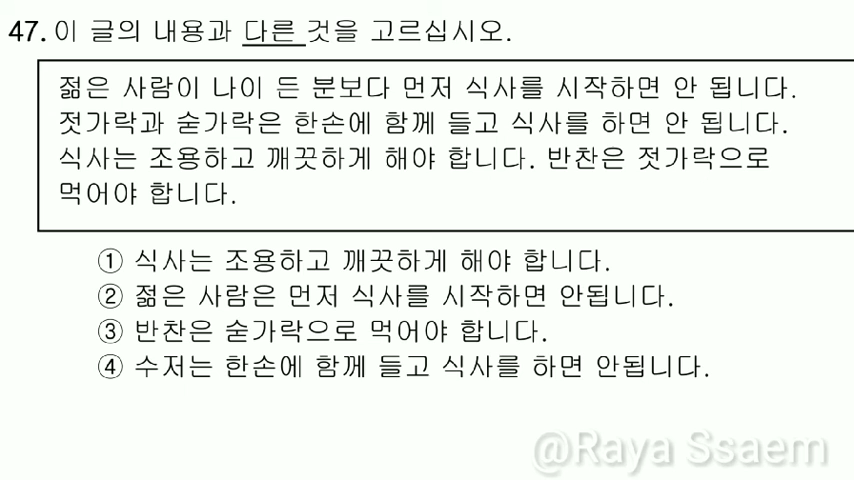 47. 이 글의 내용과 다른 것을 고르십시오.
젊은 사람이 나이 든 분보다 먼저 식사를 시작하면 안 됩니다.
젓가락과 숟가락은 한손에 함께 들고 식사를 하면 안 됩니다.
식사는 조용하고 깨끗하게 해야 합니다. 반찬은 젓가락으로
먹어야 합니다.
① 식사는 조용하고 깨끗하게 해야 합니다.
② 젊은 사람은 먼저 식사를 시작하면 안됩니다.
③ 반찬은 숟가락으로 먹어야 합니다.
④ 수저는 한손에 함께 들고 식사를 하면 안됩니다.
@Raya Ssaem